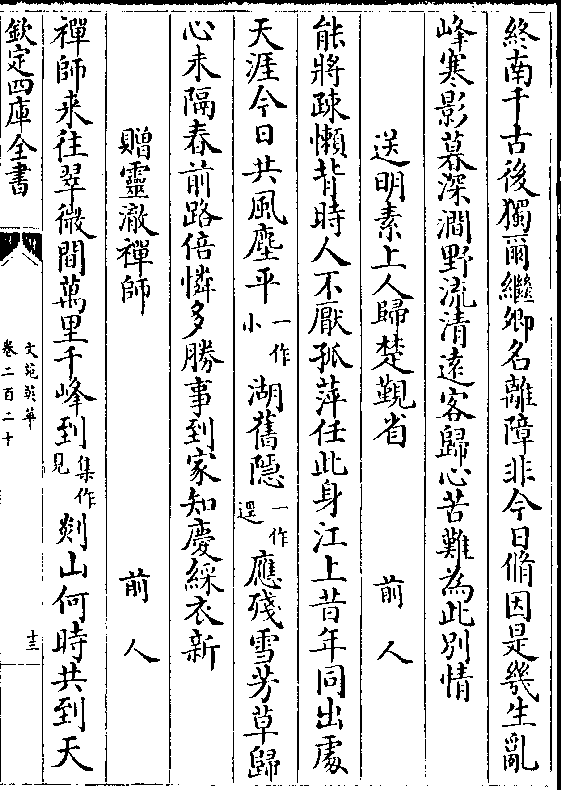 終南千古後獨爾繼卿名離障非今日脩因是幾生亂
峰寒影暮深澗野流清遠客歸心苦難為此別情
送明素上人歸楚覲省 前人
能將疎懶背時人不厭孤萍任此身江上昔年同出處
天涯今日共風塵平一作小湖舊隱一作逕應殘雪芳草歸
心未隔春前路倍憐多勝事到家知慶綵衣新
贈靈澈禪師 前人
禪師来往翠微間萬里千峰到集作見剡山何時共到天
欽定四庫全書
文苑英華
卷二百二十
十三